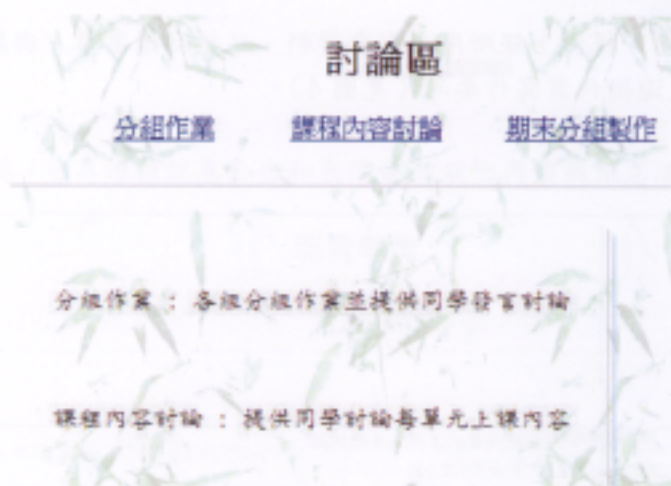 討論區
分組作業 課程內容討論 期末分組製作
分組作業 : 各組分組作業並提供同學發言討論
課程內容討論 : 提供同學討論每單元上課內容